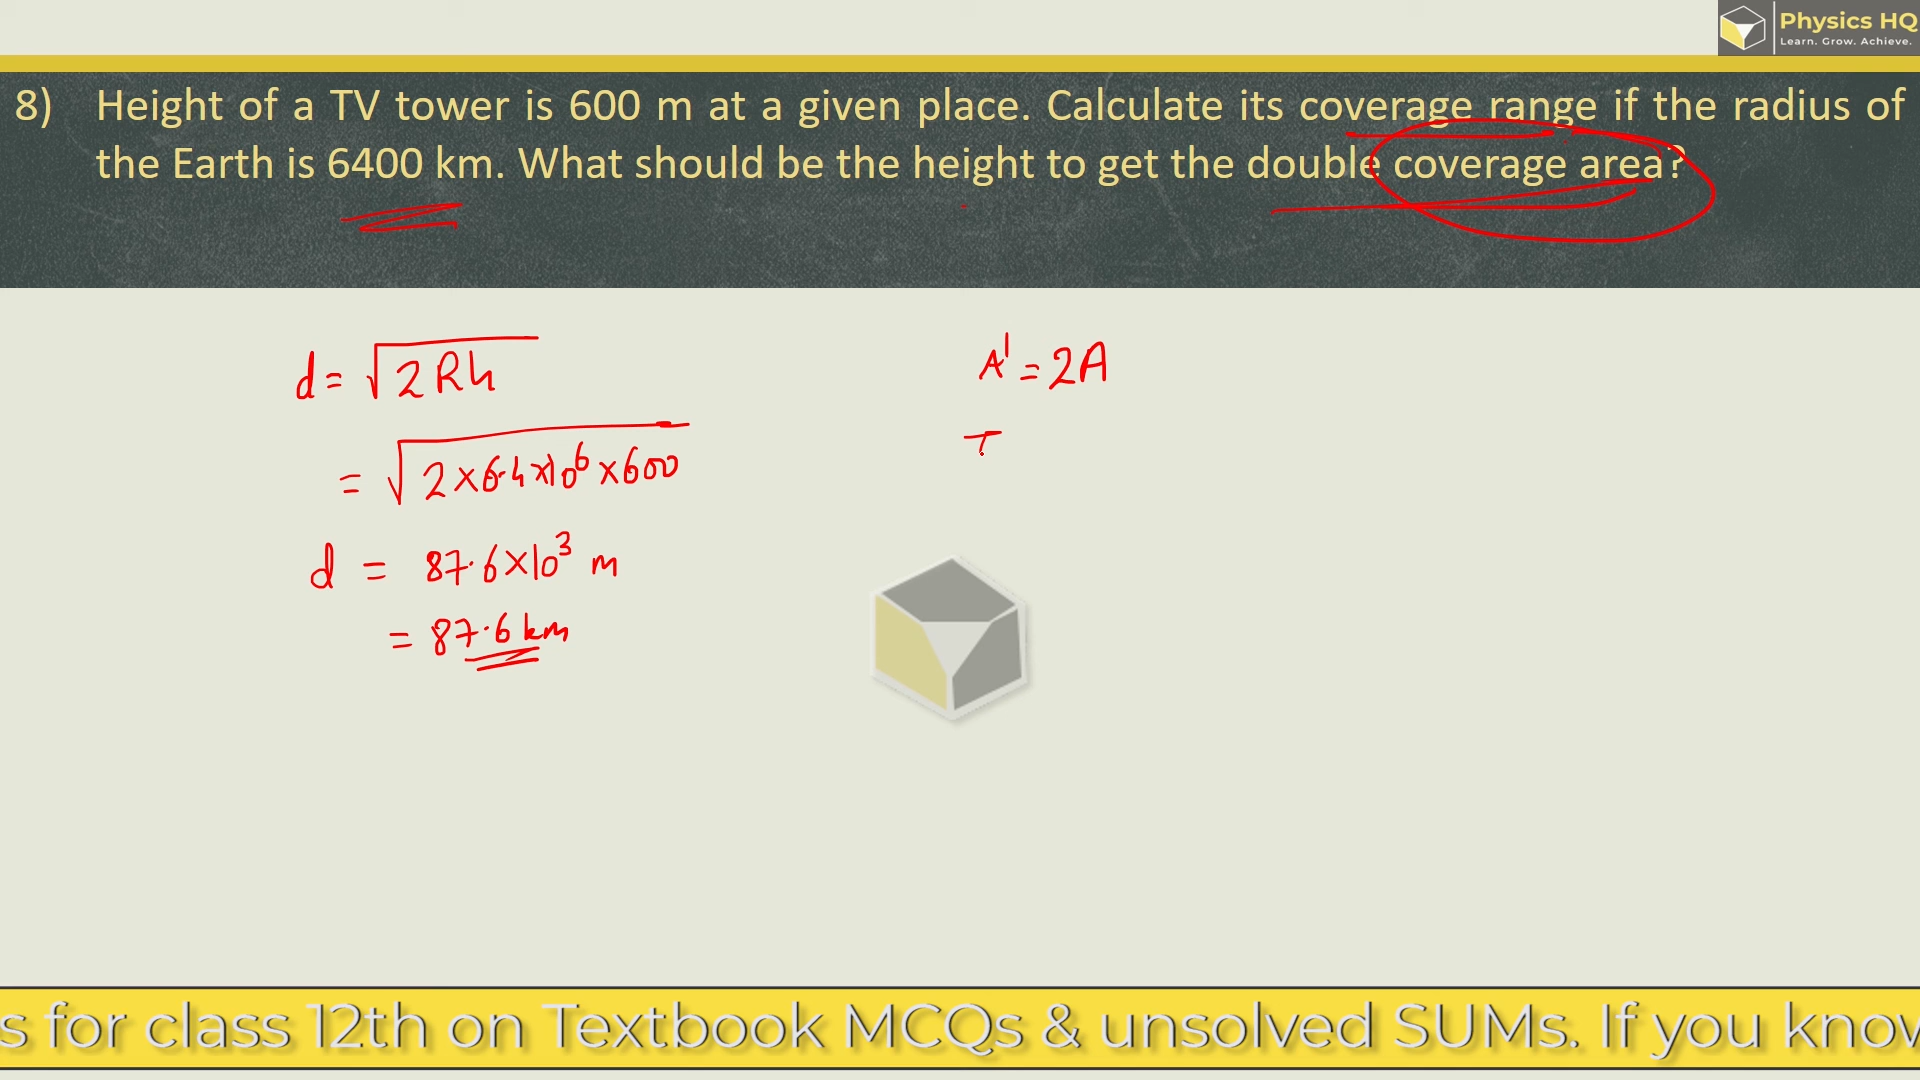 Physics HQ
Learn. Grow. Achieve.
8) Height of a TV tower is 600 m at a given place. Calculate its coverage range if the radius of
the Earth is 6400 km. What should be the height to get the double coverage area?
d = √2Rh
= √2×6.4×10⁶×600
d = 87.6×10³ m
= 87.6 km
A' = 2A
s for class 12th on Textbook MCQs & unsolved SUMs. If you know